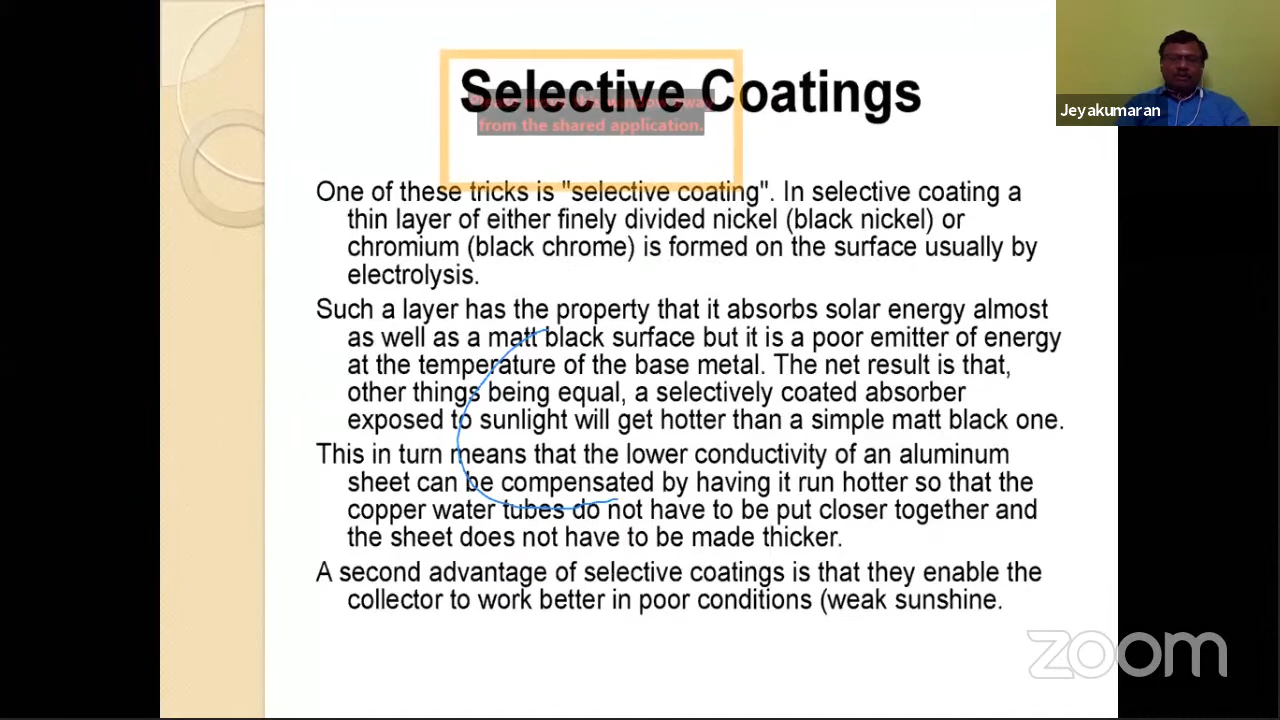 Selective Coatings
from the shared application.
Jeyakumaran
One of these tricks is "selective coating". In selective coating a
thin layer of either finely divided nickel (black nickel) or
chromium (black chrome) is formed on the surface usually by
electrolysis.
Such a layer has the property that it absorbs solar energy almost
as well as a matt black surface but it is a poor emitter of energy
at the temperature of the base metal. The net result is that,
other things being equal, a selectively coated absorber
exposed to sunlight will get hotter than a simple matt black one.
This in turn means that the lower conductivity of an aluminum
sheet can be compensated by having it run hotter so that the
copper water tubes do not have to be put closer together and
the sheet does not have to be made thicker.
A second advantage of selective coatings is that they enable the
collector to work better in poor conditions (weak sunshine.
zoom